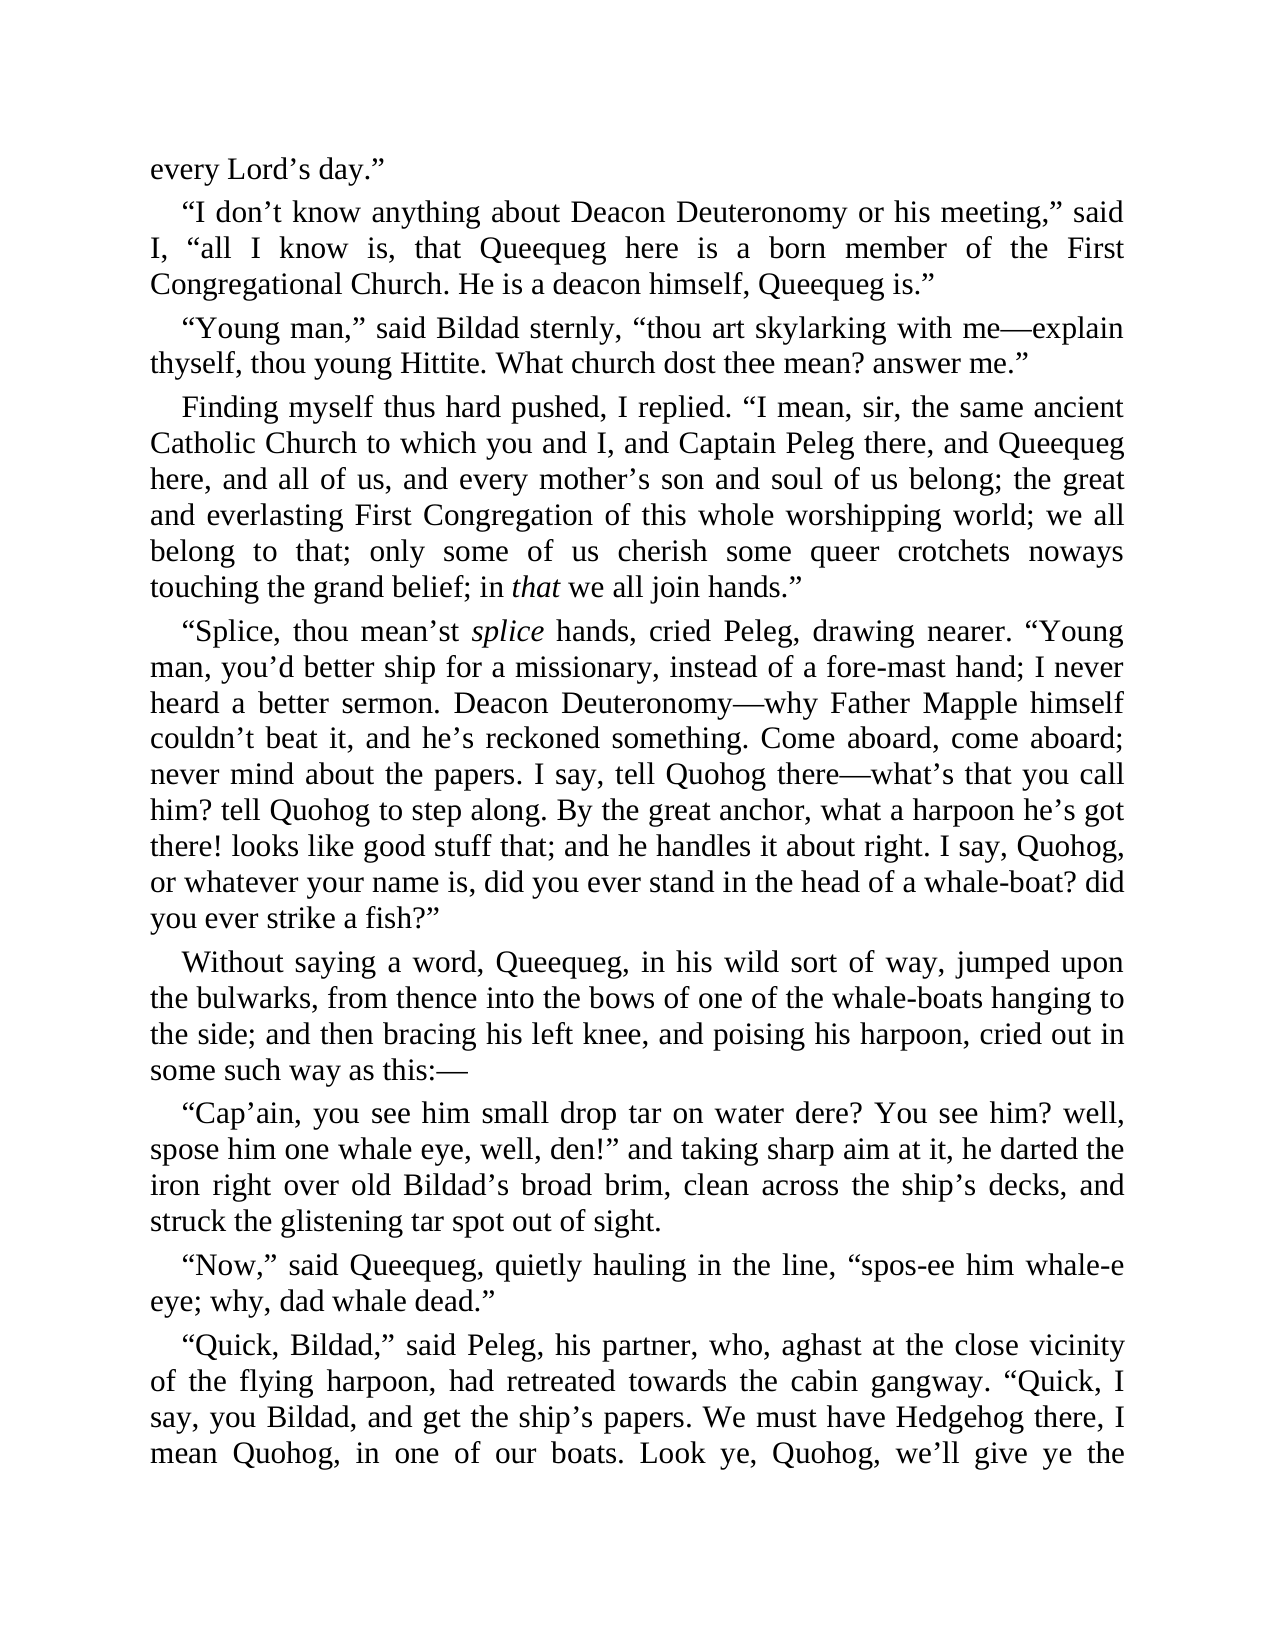 every Lord’s day.”
“I don’t know anything about Deacon Deuteronomy or his meeting,” said
I, “all I know is, that Queequeg here is a born member of the First
Congregational Church. He is a deacon himself, Queequeg is.”
“Young man,” said Bildad sternly, “thou art skylarking with me—explain
thyself, thou young Hittite. What church dost thee mean? answer me.”
Finding myself thus hard pushed, I replied. “I mean, sir, the same ancient
Catholic Church to which you and I, and Captain Peleg there, and Queequeg
here, and all of us, and every mother’s son and soul of us belong; the great
and everlasting First Congregation of this whole worshipping world; we all
belong to that; only some of us cherish some queer crotchets noways
touching the grand belief; in that we all join hands.”
“Splice, thou mean’st splice hands, cried Peleg, drawing nearer. “Young
man, you’d better ship for a missionary, instead of a fore-mast hand; I never
heard a better sermon. Deacon Deuteronomy—why Father Mapple himself
couldn’t beat it, and he’s reckoned something. Come aboard, come aboard;
never mind about the papers. I say, tell Quohog there—what’s that you call
him? tell Quohog to step along. By the great anchor, what a harpoon he’s got
there! looks like good stuff that; and he handles it about right. I say, Quohog,
or whatever your name is, did you ever stand in the head of a whale-boat? did
you ever strike a fish?”
Without saying a word, Queequeg, in his wild sort of way, jumped upon
the bulwarks, from thence into the bows of one of the whale-boats hanging to
the side; and then bracing his left knee, and poising his harpoon, cried out in
some such way as this:—
“Cap’ain, you see him small drop tar on water dere? You see him? well,
spose him one whale eye, well, den!” and taking sharp aim at it, he darted the
iron right over old Bildad’s broad brim, clean across the ship’s decks, and
struck the glistening tar spot out of sight.
“Now,” said Queequeg, quietly hauling in the line, “spos-ee him whale-e
eye; why, dad whale dead.”
“Quick, Bildad,” said Peleg, his partner, who, aghast at the close vicinity
of the flying harpoon, had retreated towards the cabin gangway. “Quick, I
say, you Bildad, and get the ship’s papers. We must have Hedgehog there, I
mean Quohog, in one of our boats. Look ye, Quohog, we’ll give ye the